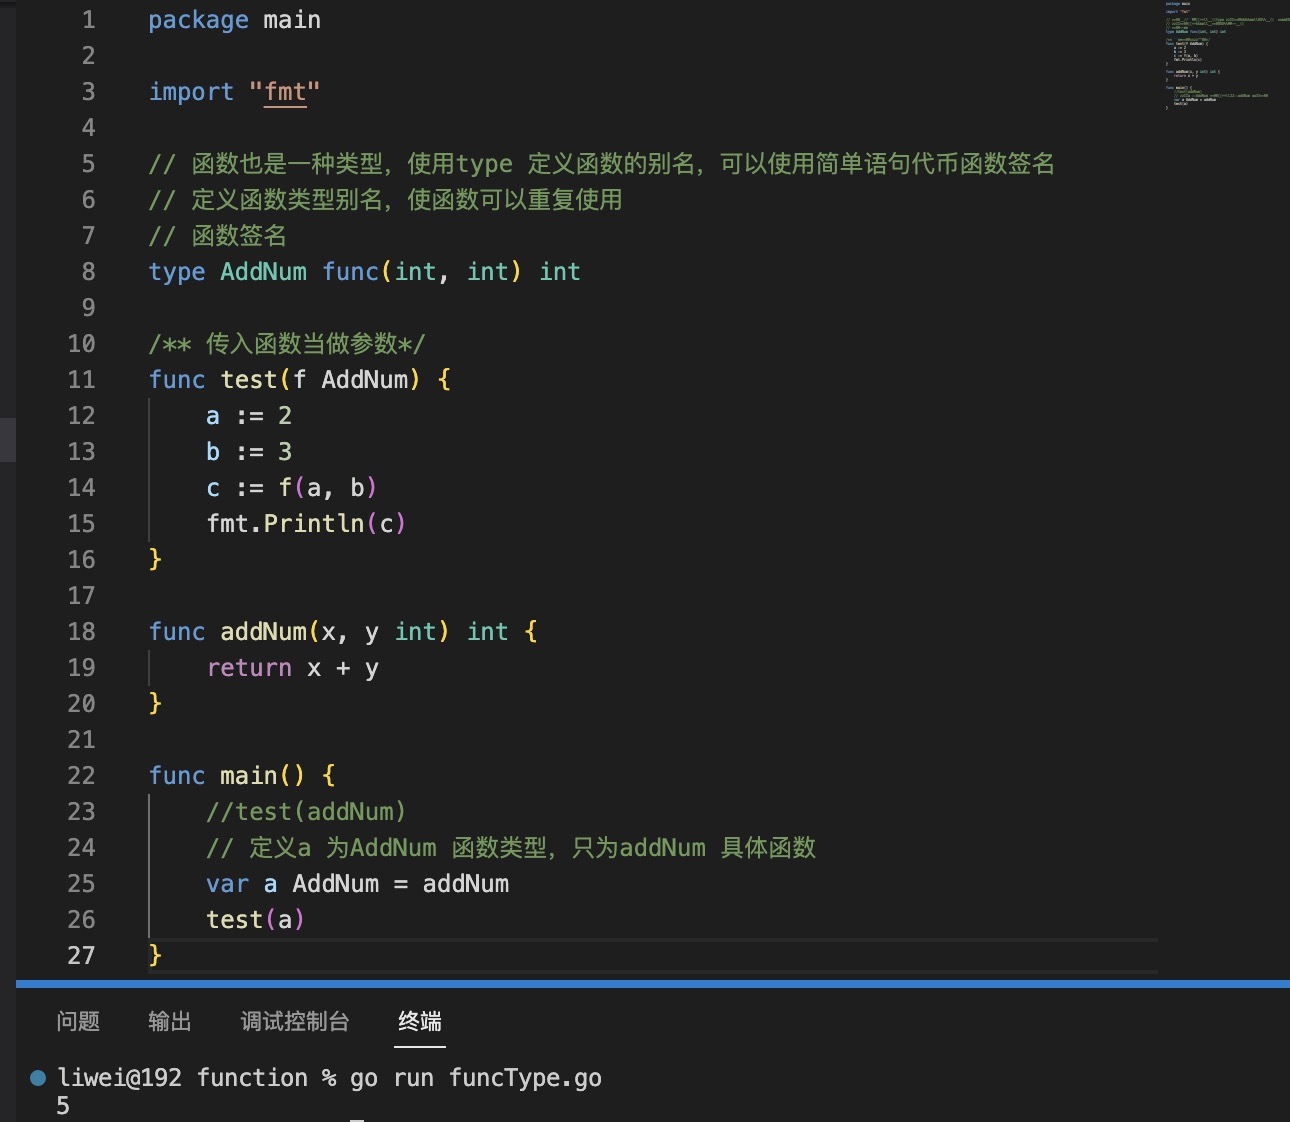 1 package main
2
3 import "fmt"
4
5 // 函数也是一种类型，使用type 定义函数的别名，可以使用简单语句代币函数签名
6 // 定义函数类型别名，使函数可以重复使用
7 // 函数签名
8 type AddNum func(int, int) int
9
10 /** 传入函数当做参数*/
11 func test(f AddNum) {
12 a := 2
13 b := 3
14 c := f(a, b)
15 fmt.Println(c)
16 }
17
18 func addNum(x, y int) int {
19 return x + y
20 }
21
22 func main() {
23 //test(addNum)
24 // 定义a 为AddNum 函数类型，只为addNum 具体函数
25 var a AddNum = addNum
26 test(a)
27 }
问题 输出 调试控制台 终端
liwei@192 function % go run funcType.go
5